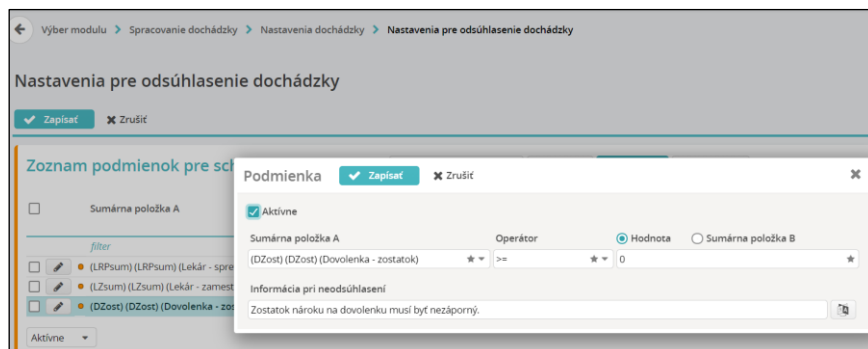 Výber modulu > Spracovanie dochádzky > Nastavenia dochádzky > Nastavenia pre odsúhlasenie dochádzky
Nastavenia pre odsúhlasenie dochádzky
Zapísať Zrušiť
Zoznam podmienok pre sch
Sumárna položka A
filter
(LRPsum) (LRPsum) (Lekár - spre
(LZsum) (LZsum) (Lekár - zamest
(DZost) (DZost) (Dovolenka - zos
Aktívne
Podmienka Zapísať Zrušiť
Aktívne
Sumárna položka A Operátor Hodnota Sumárna položka B
(DZost) (DZost) (Dovolenka - zostatok) >= 0
Informácia pri neodsúhlasení
Zostatok nároku na dovolenku musí byť nezáporný.